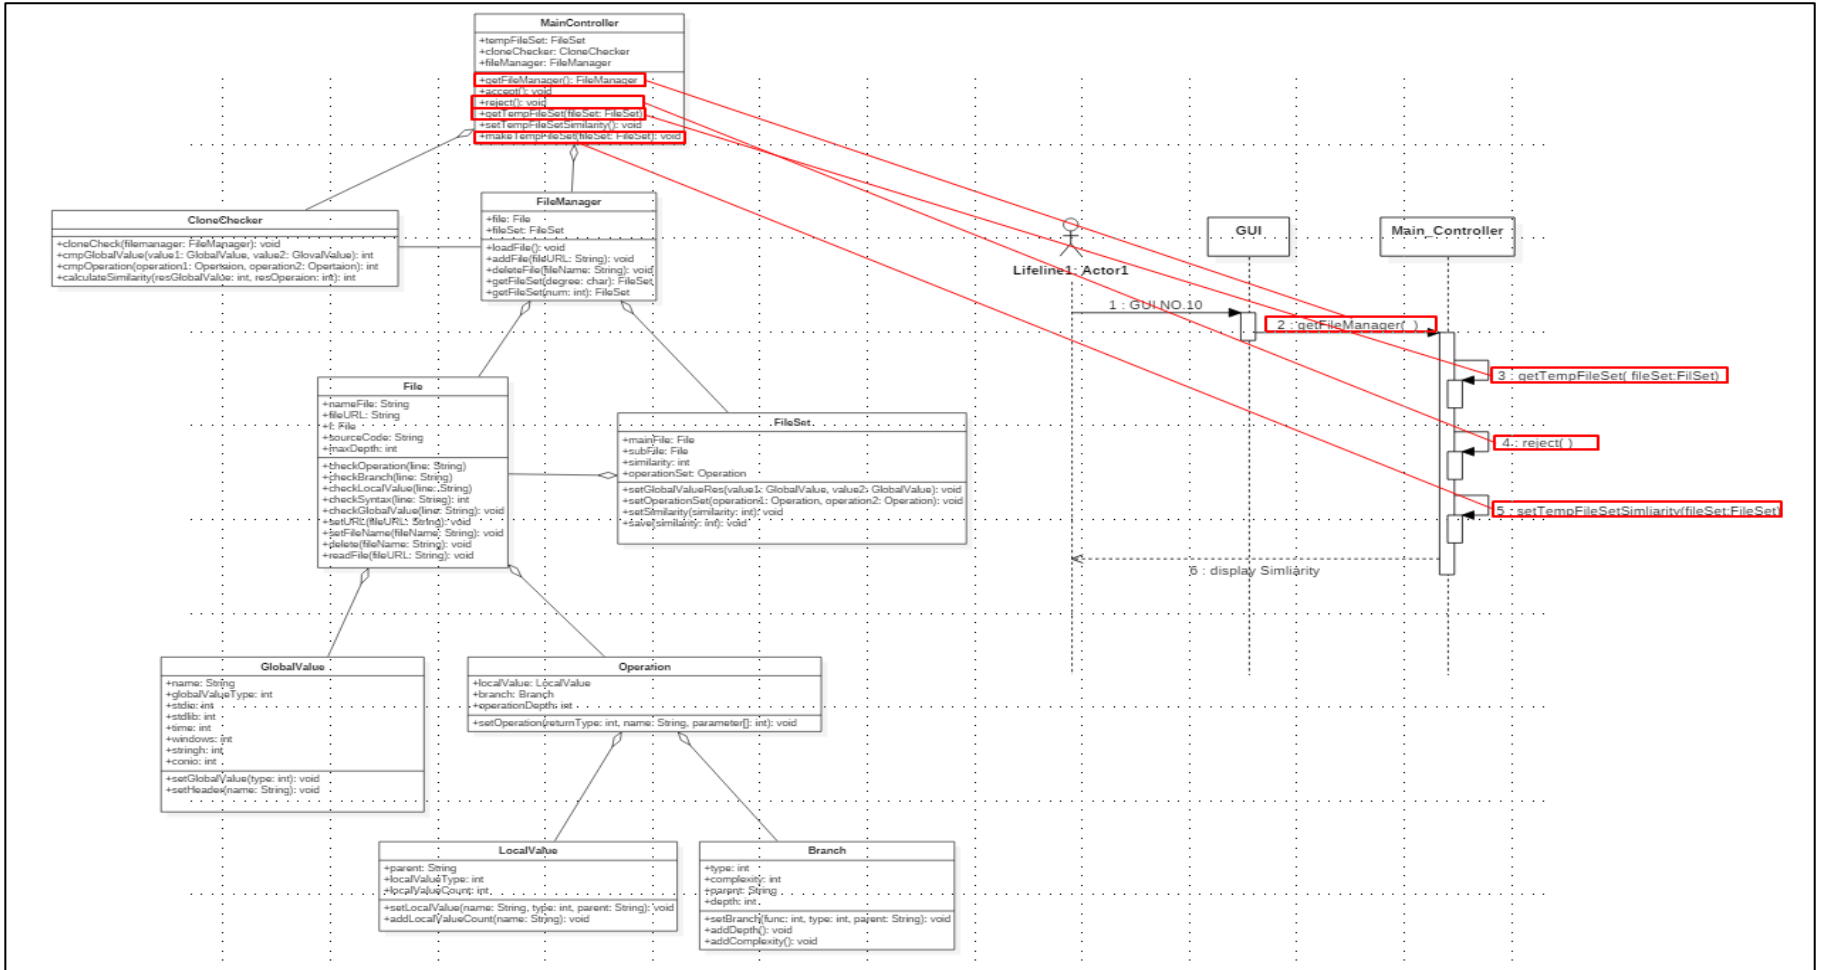 MainController
+tempFileSet: FileSet
+cloneChecker: CloneChecker
+fileManager: FileManager
+getFileManager(): FileManager
+accept(): void
+reject(): void
+getTempFileSet(fileSet: FileSet)
+setTempFileSetSimilarity(): void
+makeTempFileSet(fileSet: FileSet): void
CloneChecker
+cloneCheck(filemanager: FileManager): void
+cmpGlobalValue(value1: GlobalValue, value2: GlovalValue): int
+cmpOperation(operation1: Opertsion, operation2: Opertaion): int
+calculateSimilarity(resGlobalValue: int, resOperaion: int): int
FileManager
+file: File
+fileSet: FileSet
+loadFile(): void
+addFile(fileURL: String): void
+deleteFile(fileName: String): void
+getFileSet(degree: char): FileSet
+getFileSet(num: int): FileSet
File
+nameFile: String
+fileURL: String
+f: File
+sourceCode: String
+maxDepth: int
+checkOperation(line: String)
+checkBranch(line: String)
+checkLocalValue(line: String)
+checkSyntax(line: String): int
+checkGlobalValue(line: String): void
+setURL(fileURL: String): void
+setFileName(fileName: String): void
+delete(fileName: String): void
+readFile(fileURL: String): void
FileSet
+mainFile: File
+subFile: File
+similarity: int
+operationSet: Operation
+setGlobalValueRes(value1: GlobalValue, value2: GlobalValue): void
+setOperationSet(operation1: Operation, operation2: Operation): void
+setSimilarity(similarity: int): void
+save(similarity: int): void
GlobalValue
+name: String
+globalValueType: int
+stdio: int
+stdlib: int
+time: int
+windows: int
+stringh: int
+conio: int
+setGlobalValue(type: int): void
+setHeader(name: String): void
Operation
+localValue: LocalValue
+branch: Branch
+operationDepth: int
+setOperation(returnType: int, name: String, parameter[]: int): void
LocalValue
+parent: String
+localValueType: int
+localValueCount: int
+setLocalValue(name: String, type: int, parent: String): void
+addLocalValueCount(name: String): void
Branch
+type: int
+complexity: int
+parent: String
+depth: int
+setBranch(func: int, type: int, parent: String): void
+addDepth(): void
+addComplexity(): void
Lifeline1: Actor1
GUI
Main_Controller
1 : GUI NO.10
2 : getFileManager( )
3 : getTempFileSet( fileSet:FilSet)
4 : reject( )
5 : setTempFileSetSimliarity(fileSet:FileSet)
6 : display Simliarity